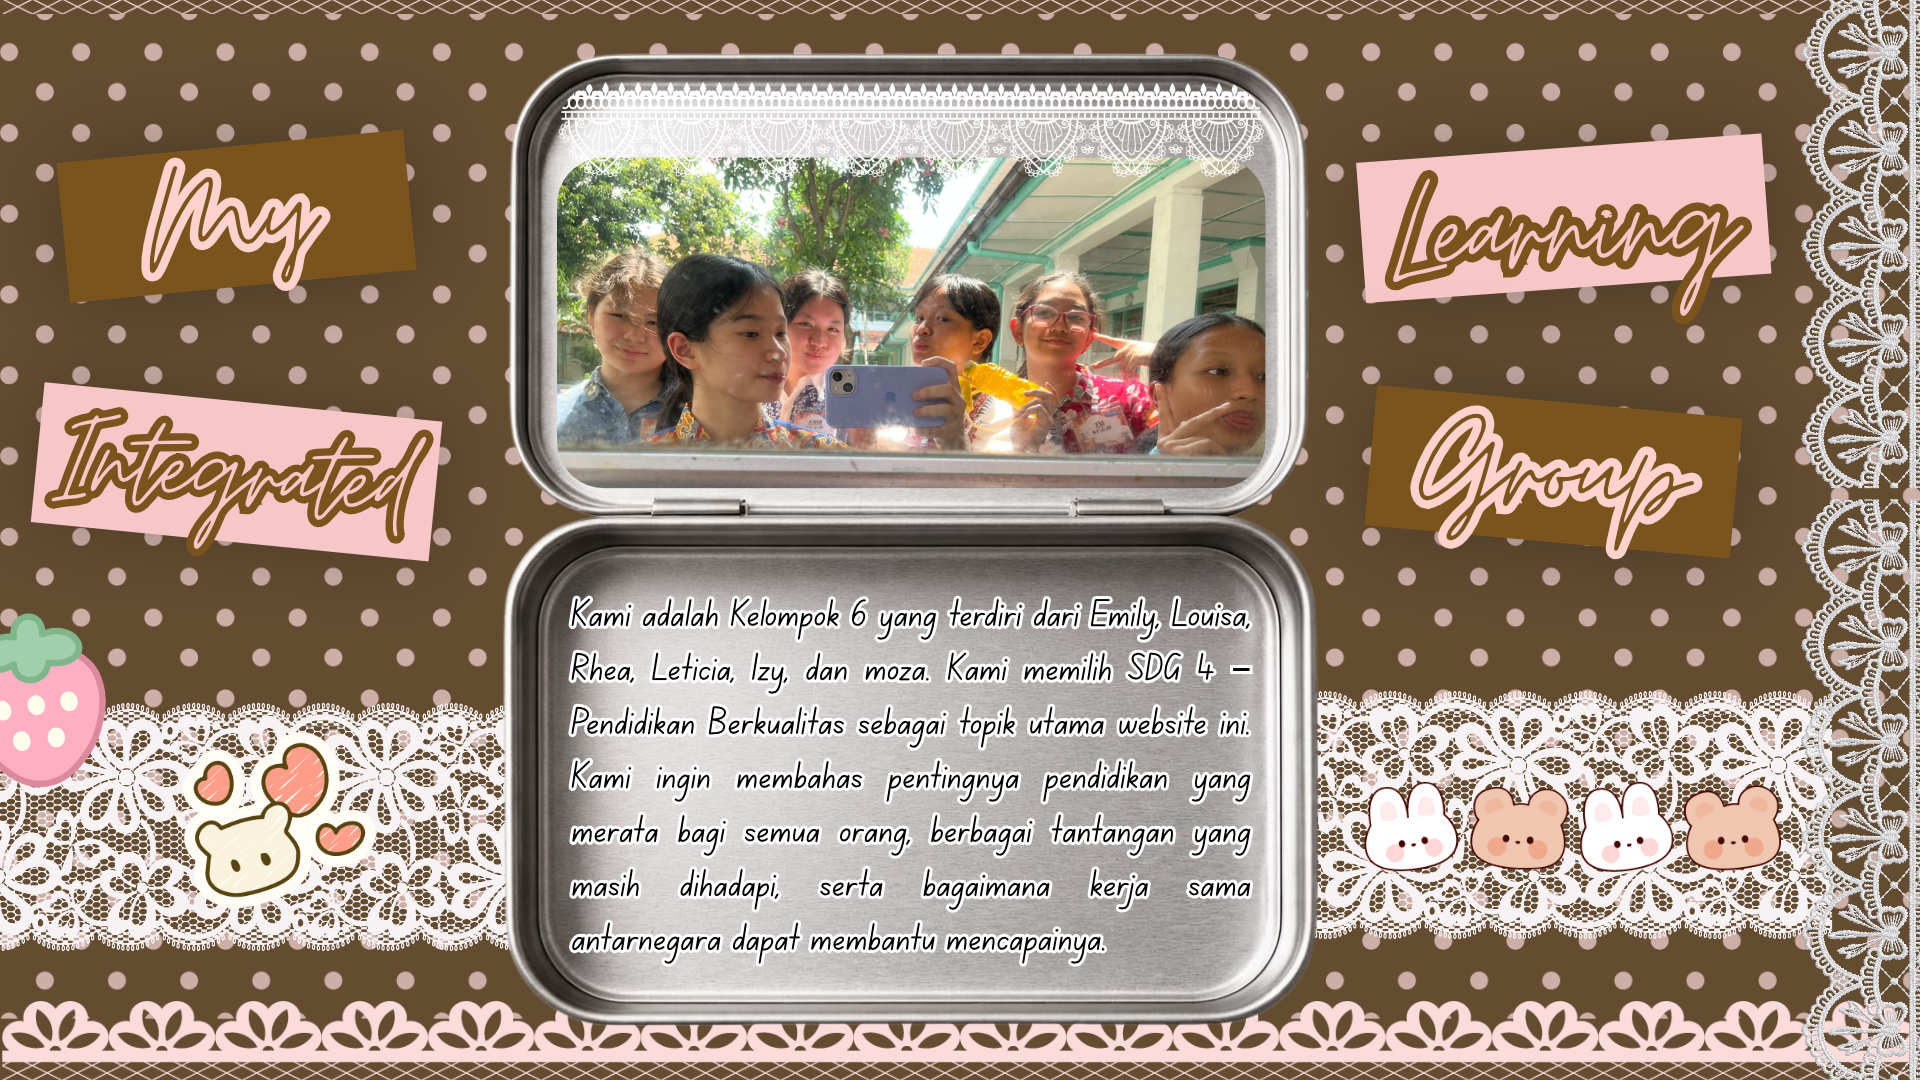 My
Integrated
Learning
Group
Kami adalah Kelompok 6 yang terdiri dari Emily, Louisa,
Rhea, Leticia, Izy, dan moza. Kami memilih SDG 4 –
Pendidikan Berkualitas sebagai topik utama website ini.
Kami ingin membahas pentingnya pendidikan yang
merata bagi semua orang, berbagai tantangan yang
masih dihadapi, serta bagaimana kerja sama
antarnegara dapat membantu mencapainya.